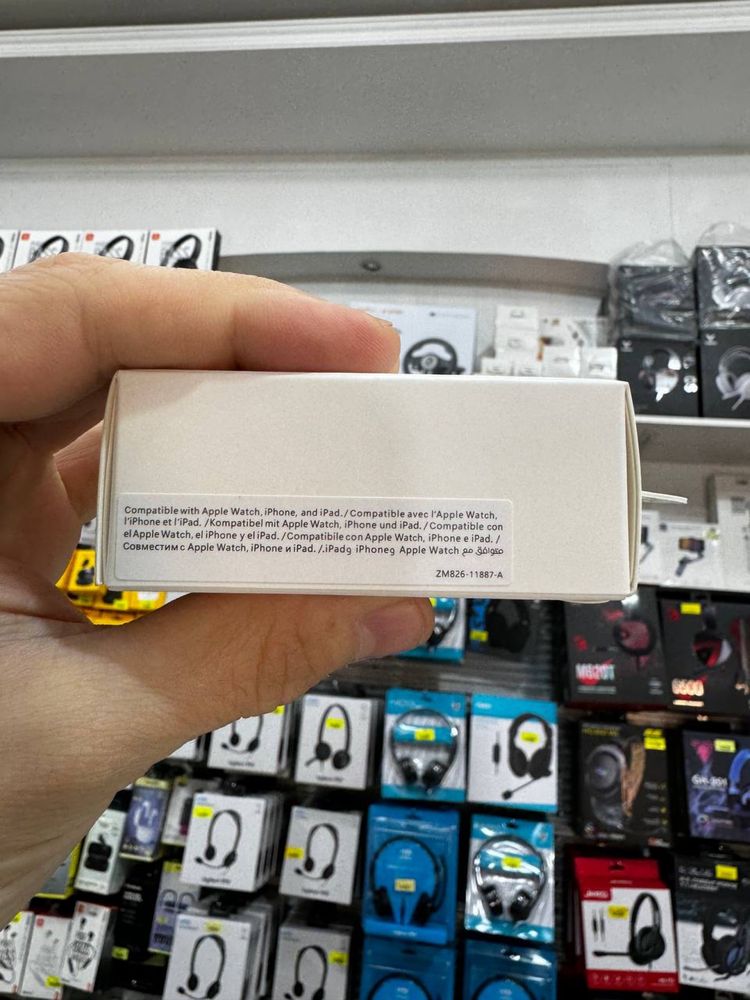 Compatible with Apple Watch, iPhone, and iPad./Compatible avec l'Apple Watch,
l'iPhone et l'iPad. /Kompatibel mit Apple Watch, iPhone und iPad. /Compatible con
el Apple Watch, el iPhone y el iPad. /Compatibile con Apple Watch, iPhone e iPad. /
Совместим с Apple Watch, iPhone и iPad. /.iPadو iPhoneو Apple Watch متوافق مع
ZM826-11887-A